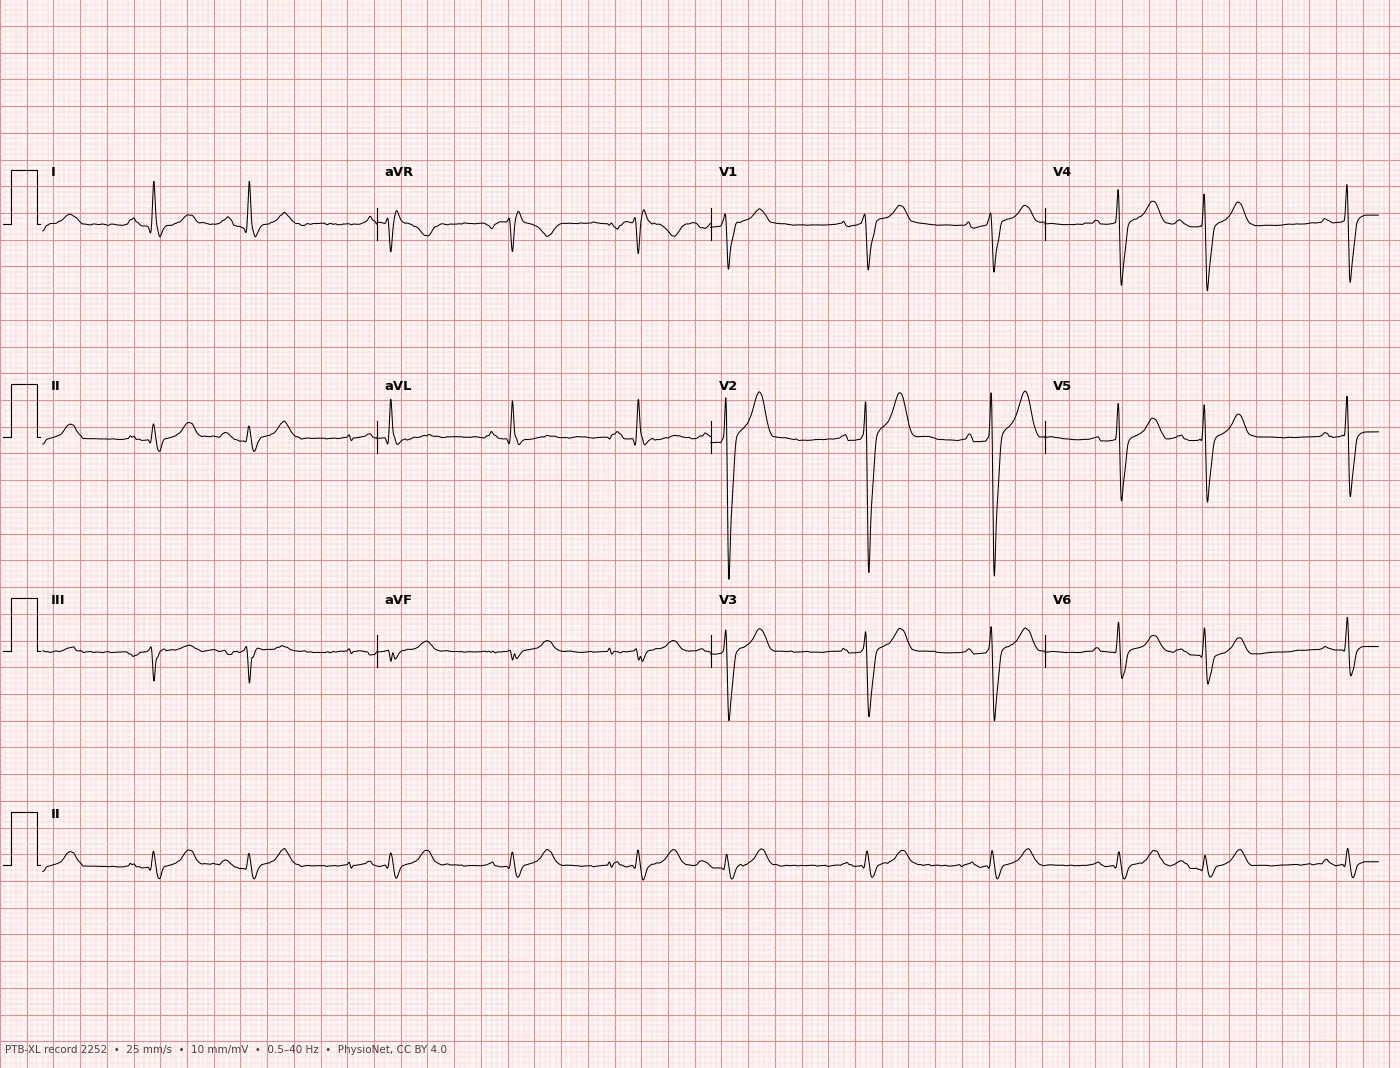 I aVR V1 V4
II aVL V2 V5
III aVF V3 V6
II
PTB-XL record 2252 • 25 mm/s • 10 mm/mV • 0.5–40 Hz • PhysioNet, CC BY 4.0